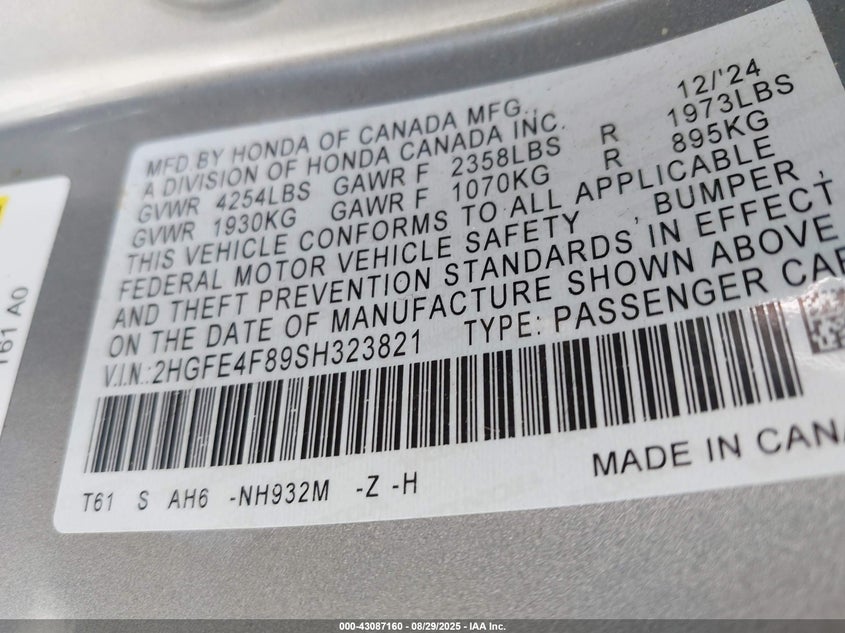 MFD.BY HONDA OF CANADA MFG., 12/'24
A DIVISION OF HONDA CANADA INC.
GVWR 4254LBS GAWR F 2358LBS R 1973LBS
GVWR 1930KG GAWR F 1070KG R 895KG
THIS VEHICLE CONFORMS TO ALL APPLICABLE
FEDERAL MOTOR VEHICLE SAFETY , BUMPER ,
AND THEFT PREVENTION STANDARDS IN EFFECT
ON THE DATE OF MANUFACTURE SHOWN ABOVE
V.I.N.:2HGFE4F89SH323821 TYPE: PASSENGER CAR
MADE IN CANA
T61 S AH6 -NH932M -Z -H
T61 A0
000-43087160 - 08/29/2025 - IAA Inc.